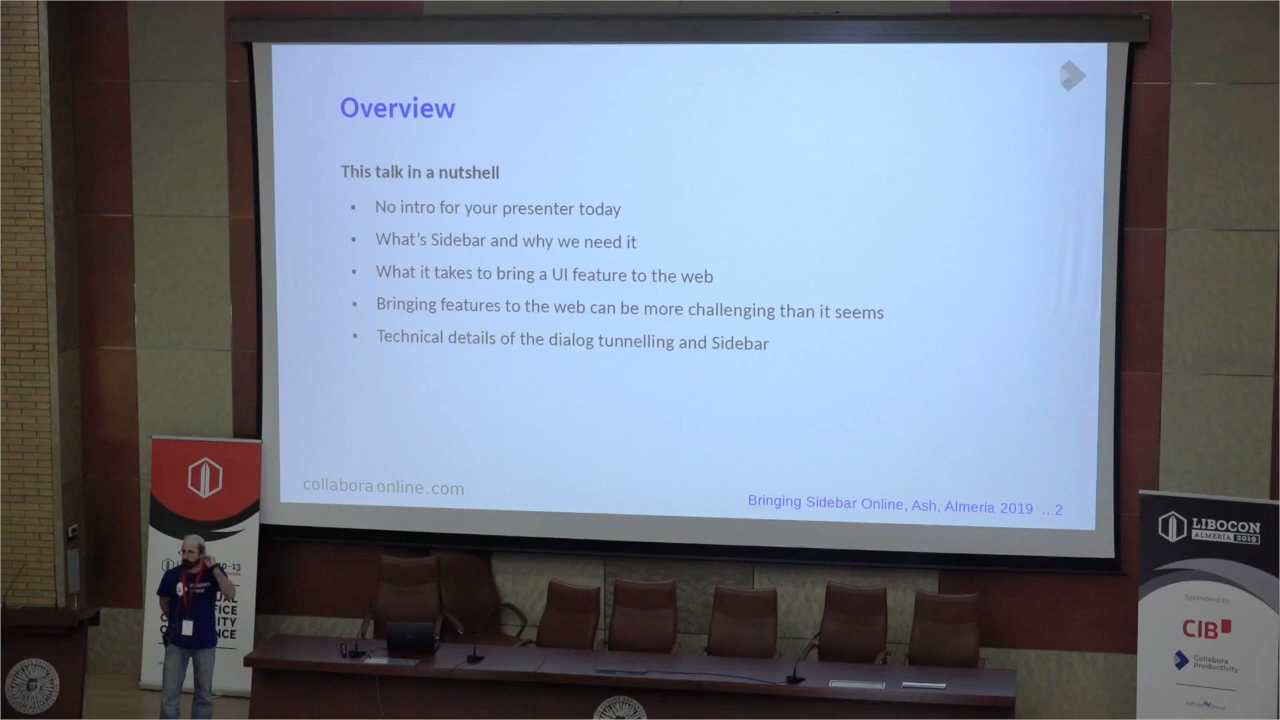 Overview
This talk in a nutshell
• No intro for your presenter today
• What's Sidebar and why we need it
• What it takes to bring a UI feature to the web
• Bringing features to the web can be more challenging than it seems
• Technical details of the dialog tunnelling and Sidebar
collaboraonline.com
Bringing Sidebar Online, Ash, Almeria 2019 .. 2
LIBOCON
ALMERÍA 2019
Sponsored by
CIB
Collabora
Productivity